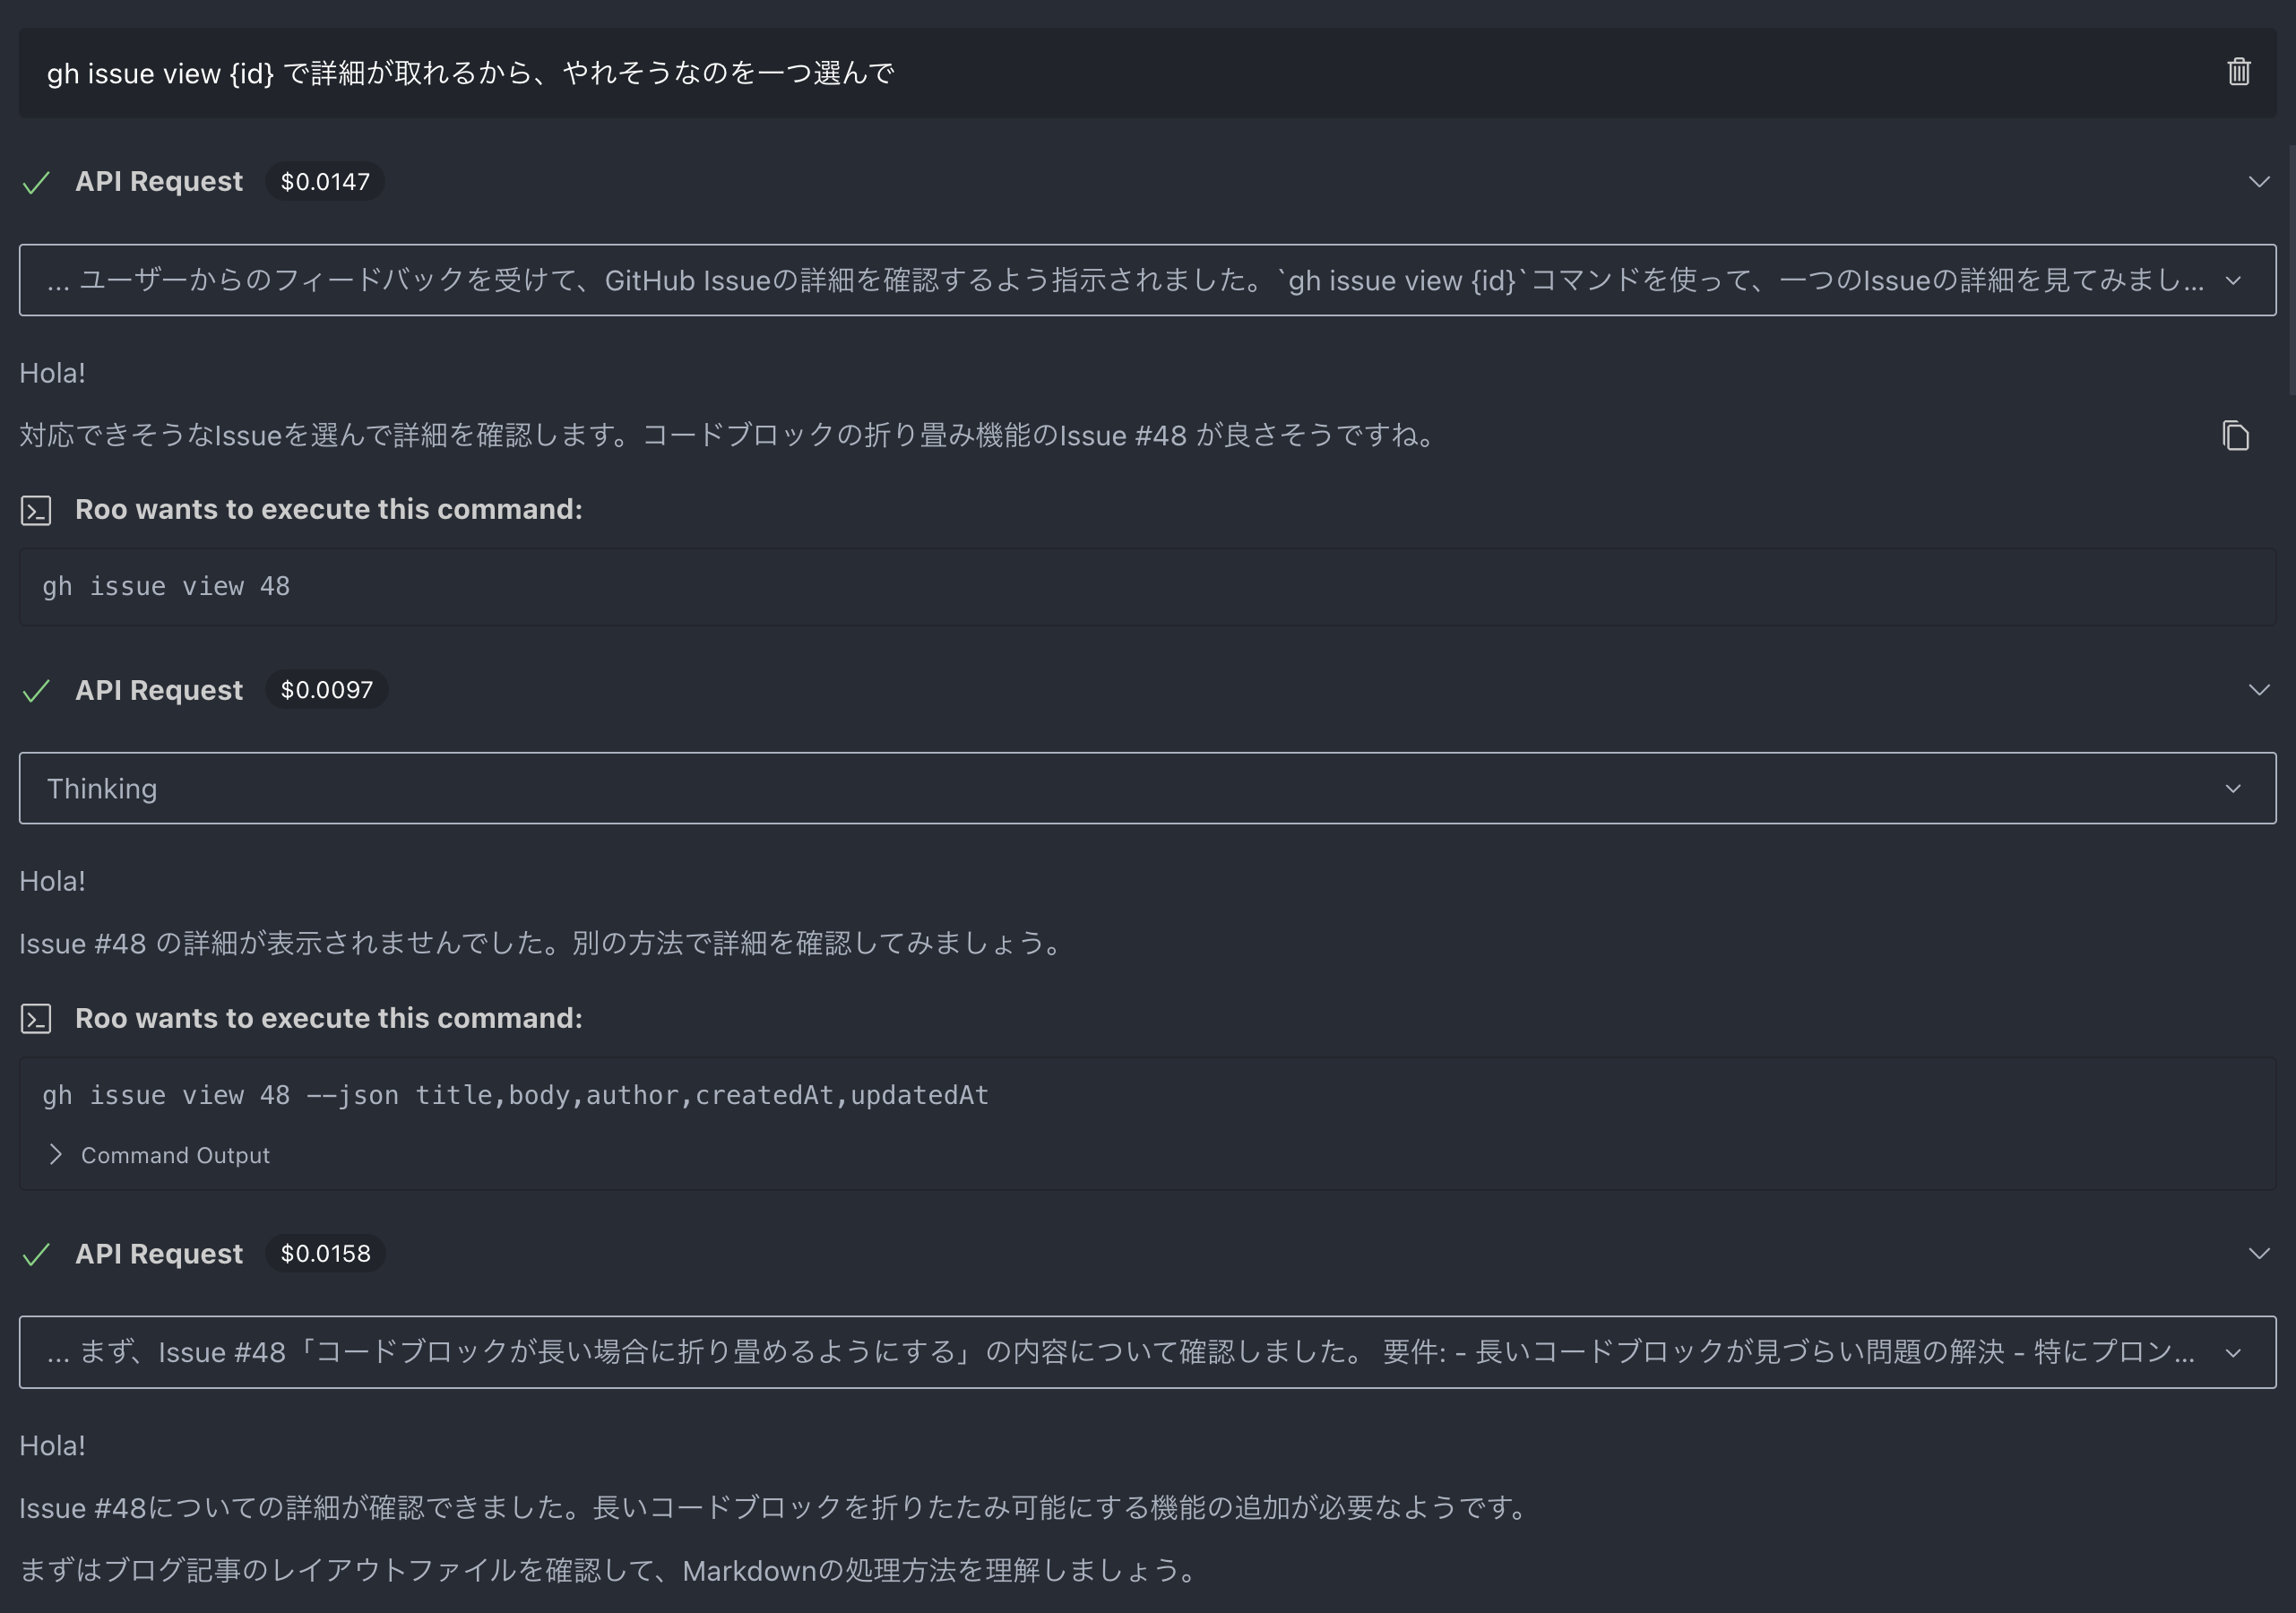 gh issue view {id} で詳細が取れるから、やれそうなのを一つ選んで
API Request $0.0147
... ユーザーからのフィードバックを受けて、GitHub Issueの詳細を確認するよう指示されました。`gh issue view {id}`コマンドを使って、一つのIssueの詳細を見てみまし...
Hola!
対応できそうなIssueを選んで詳細を確認します。コードブロックの折り畳み機能のIssue #48 が良さそうですね。
Roo wants to execute this command:
gh issue view 48
API Request $0.0097
Thinking
Hola!
Issue #48 の詳細が表示されませんでした。別の方法で詳細を確認してみましょう。
Roo wants to execute this command:
gh issue view 48 --json title,body,author,createdAt,updatedAt
Command Output
API Request $0.0158
... まず、Issue #48「コードブロックが長い場合に折り畳めるようにする」の内容について確認しました。 要件: - 長いコードブロックが見づらい問題の解決 - 特にプロン...
Hola!
Issue #48についての詳細が確認できました。長いコードブロックを折りたたみ可能にする機能の追加が必要なようです。
まずはブログ記事のレイアウトファイルを確認して、Markdownの処理方法を理解しましょう。